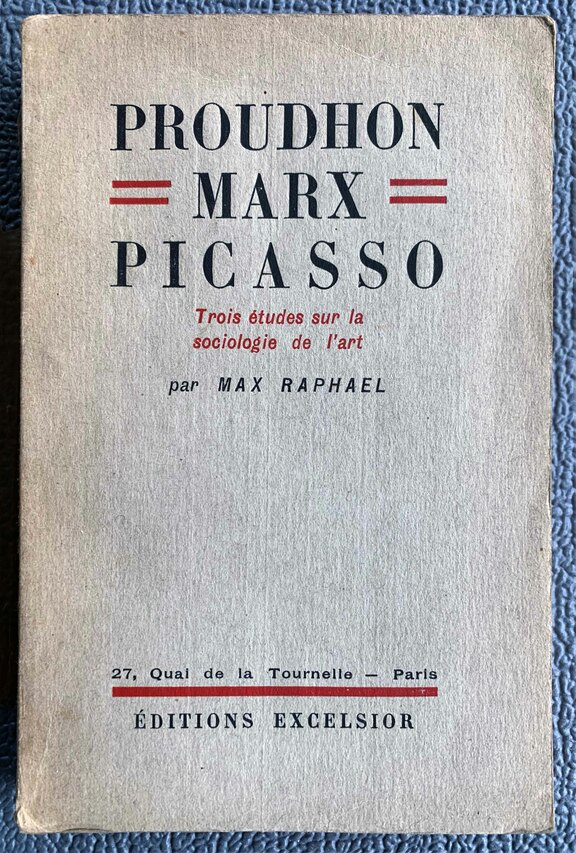 PROUDHON
MARX
PICASSO
Trois études sur la
sociologie de l'art
par MAX RAPHAEL
27, Quai de la Tournelle — Paris
ÉDITIONS EXCELSIOR